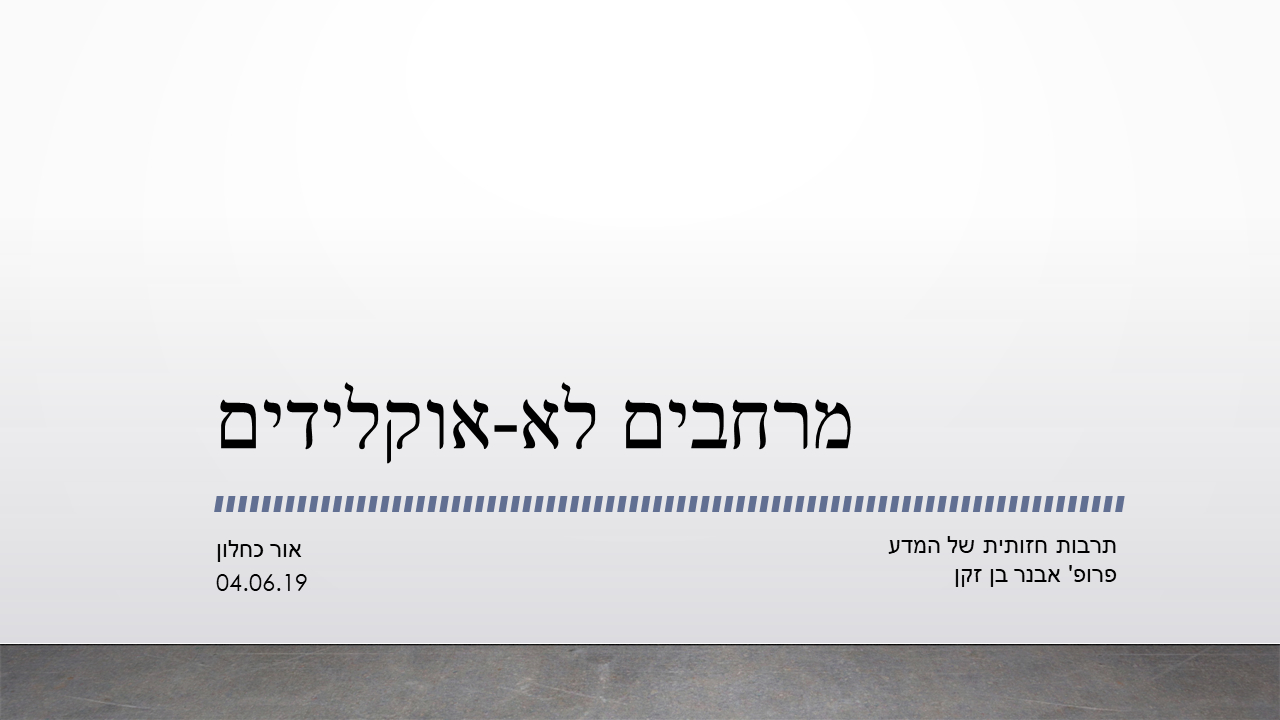 מרחבים לא-אוקלידים
תרבות חזותית של המדע
פרופ' אבנר בן זקן
אור כחלון
04.06.19